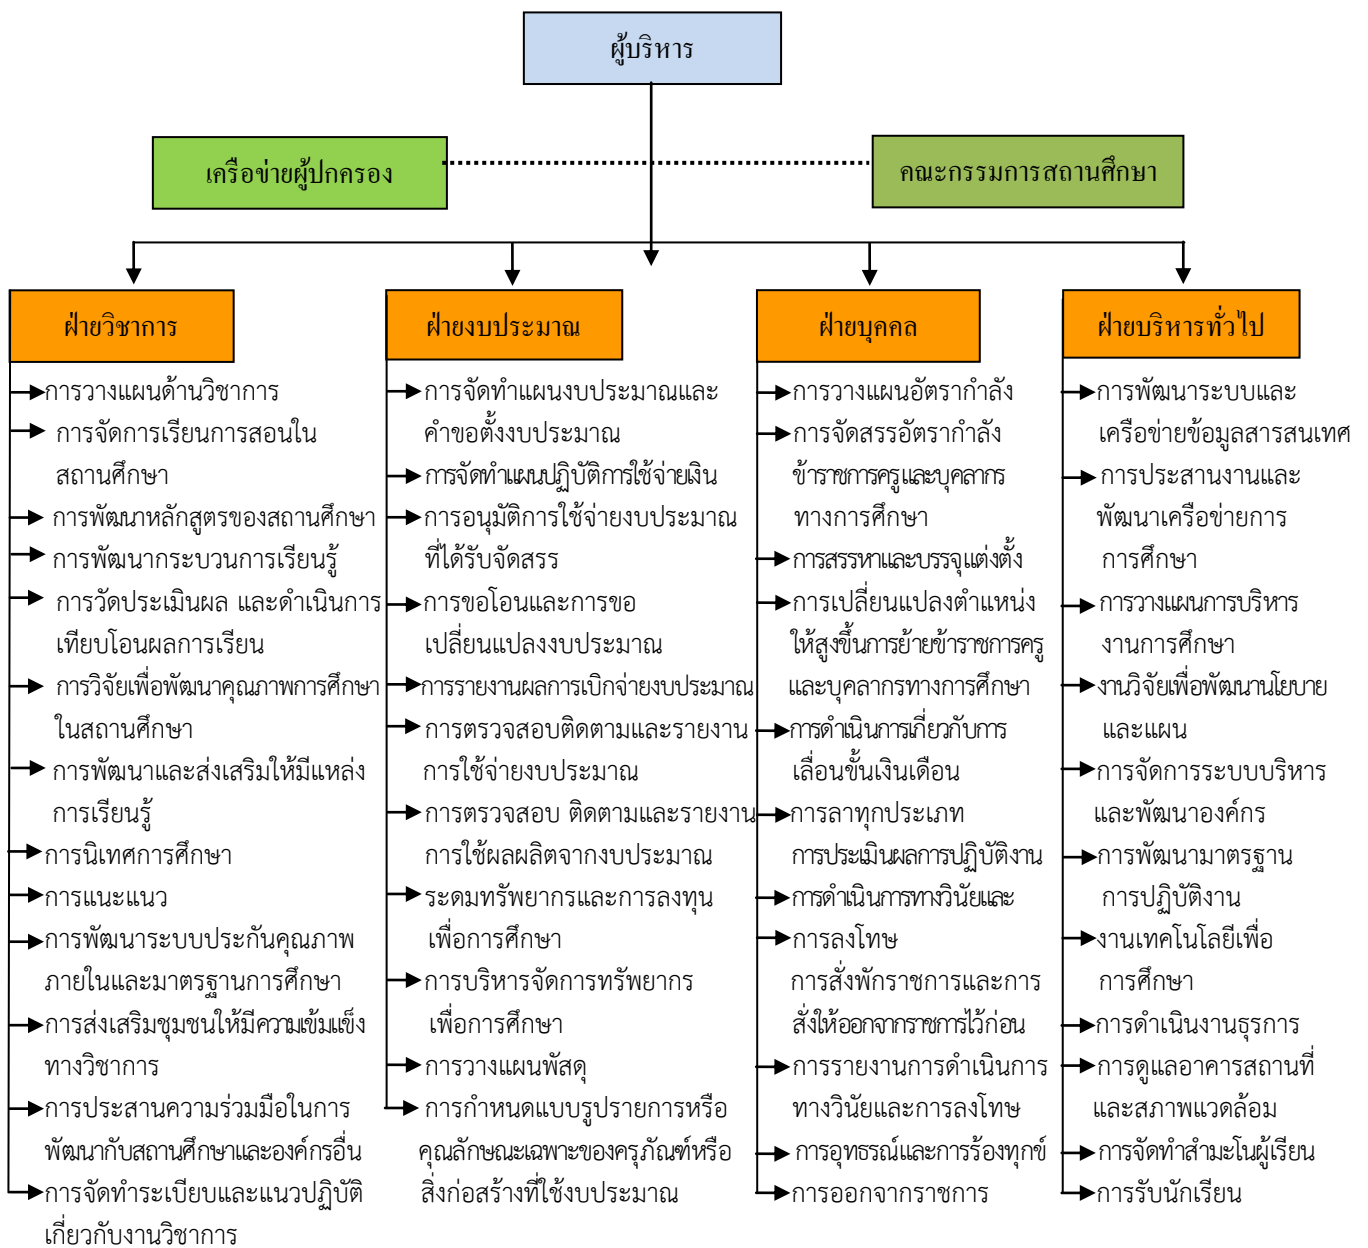 ผู้บริหาร
เครือข่ายผู้ปกครอง
คณะกรรมการสถานศึกษา
ฝ่ายวิชาการ
การวางแผนด้านวิชาการ
การจัดการเรียนการสอนใน
สถานศึกษา
การพัฒนาหลักสูตรของสถานศึกษา
การพัฒนากระบวนการเรียนรู้
การวัดประเมินผล และดำเนินการ
เทียบโอนผลการเรียน
การวิจัยเพื่อพัฒนาคุณภาพการศึกษา
ในสถานศึกษา
การพัฒนาและส่งเสริมให้มีแหล่ง
การเรียนรู้
การนิเทศการศึกษา
การแนะแนว
การพัฒนาระบบประกันคุณภาพ
ภายในและมาตรฐานการศึกษา
การส่งเสริมชุมชนให้มีความเข้มแข็ง
ทางวิชาการ
การประสานความร่วมมือในการ
พัฒนากับสถานศึกษาและองค์กรอื่น
การจัดทำระเบียบและแนวปฏิบัติ
เกี่ยวกับงานวิชาการ
ฝ่ายงบประมาณ
การจัดทำแผนงบประมาณและ
คำขอตั้งงบประมาณ
การจัดทำแผนปฏิบัติการใช้จ่ายเงิน
การอนุมัติการใช้จ่ายงบประมาณ
ที่ได้รับจัดสรร
การขอโอนและการขอ
เปลี่ยนแปลงงบประมาณ
การรายงานผลการเบิกจ่ายงบประมาณ
การตรวจสอบติดตามและรายงาน
การใช้จ่ายงบประมาณ
การตรวจสอบ ติดตามและรายงาน
การใช้ผลผลิตจากงบประมาณ
ระดมทรัพยากรและการลงทุน
เพื่อการศึกษา
การบริหารจัดการทรัพยากร
เพื่อการศึกษา
การวางแผนพัสดุ
การกำหนดแบบรูปรายการหรือ
คุณลักษณะเฉพาะของครุภัณฑ์หรือ
สิ่งก่อสร้างที่ใช้งบประมาณ
ฝ่ายบุคคล
การวางแผนอัตรากำลัง
การจัดสรรอัตรากำลัง
ข้าราชการครูและบุคลากร
ทางการศึกษา
การสรรหาและบรรจุแต่งตั้ง
การเปลี่ยนแปลงตำแหน่ง
ให้สูงขึ้นการย้ายข้าราชการครู
และบุคลากรทางการศึกษา
การดำเนินการเกี่ยวกับการ
เลื่อนขั้นเงินเดือน
การลาทุกประเภท
การประเมินผลการปฏิบัติงาน
การดำเนินการทางวินัยและ
การลงโทษ
การสั่งพักราชการและการ
สั่งให้ออกจากราชการไว้ก่อน
การรายงานการดำเนินการ
ทางวินัยและการลงโทษ
การอุทธรณ์และการร้องทุกข์
การออกจากราชการ
ฝ่ายบริหารทั่วไป
การพัฒนาระบบและ
เครือข่ายข้อมูลสารสนเทศ
การประสานงานและ
พัฒนาเครือข่ายการ
การศึกษา
การวางแผนการบริหาร
งานการศึกษา
งานวิจัยเพื่อพัฒนานโยบาย
และแผน
การจัดการระบบบริหาร
และพัฒนาองค์กร
การพัฒนามาตรฐาน
การปฏิบัติงาน
งานเทคโนโลยีเพื่อ
การศึกษา
การดำเนินงานธุรการ
การดูแลอาคารสถานที่
และสภาพแวดล้อม
การจัดทำสำมะโนผู้เรียน
การรับนักเรียน